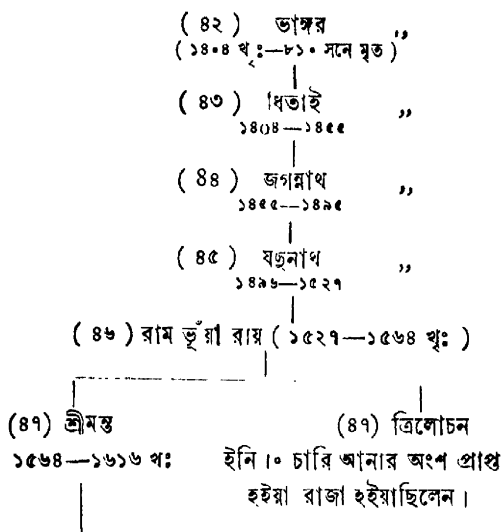 ( ৪২ ) ভাঙ্গর „
( ১৪০৪ খৃঃ—৮১০ সনে মৃত )
( ৪৩ ) ধিতাই „
১৪০৪—১৪৫৫
( ৪৪ ) জগন্নাথ „
১৪৫৫—১৪৯৫
( ৪৫ ) যদুনাথ „
১৪৯৬—১৫২৭
( ৪৬ ) রাম ভূঁয়া রায় ( ১৫২৭—১৫৬৪ খৃঃ )
(৪৭) শ্রীমন্ত (৪৭) ত্রিলোচন
১৫৬৪—১৬১৬ খৃঃ ইনি ।০ চারি আনার অংশ প্রাপ্ত
হইয়া রাজা হইয়াছিলেন ।